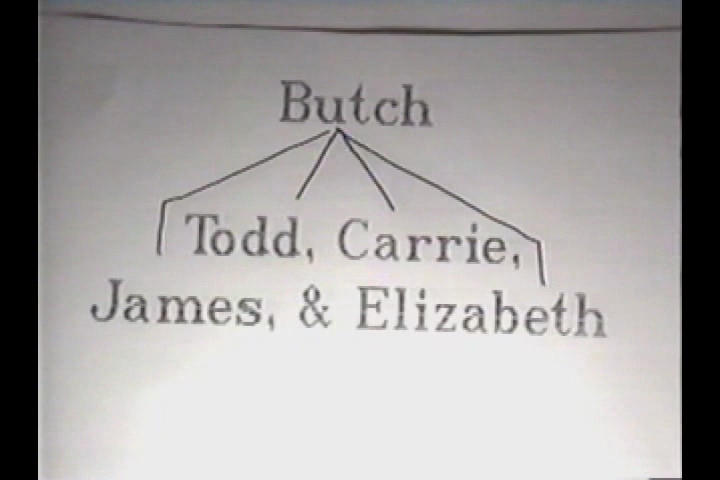 Butch
Todd, Carrie,
James, & Elizabeth